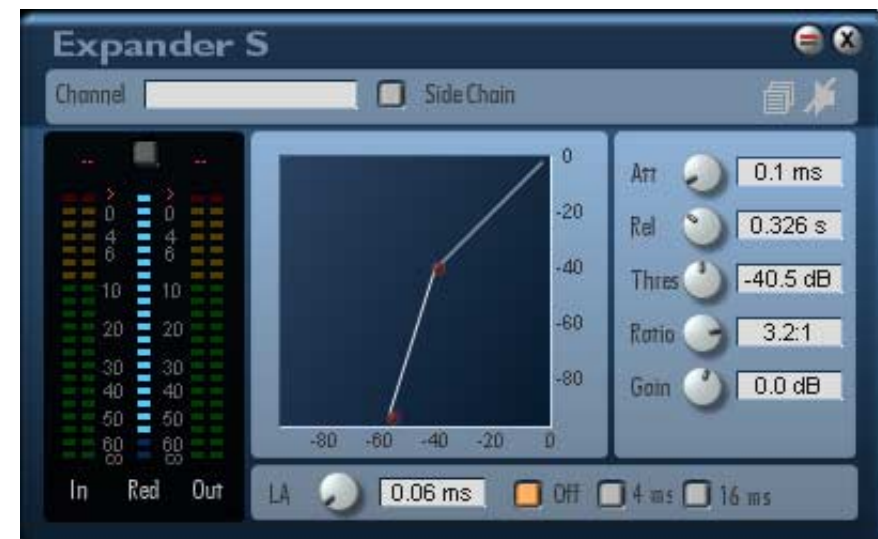 Expander S
Channel Side Chain
-- --
> >
0 0
4 4
6 6
10 10
20 20
30 30
40 40
50 50
60 60
∞ ∞
In Red Out
0
-20
-40
-60
-80
-80 -60 -40 -20 0
Att 0.1 ms
Rel 0.326 s
Thres -40.5 dB
Ratio 3.2:1
Gain 0.0 dB
LA 0.06 ms Off 4 ms 16 ms